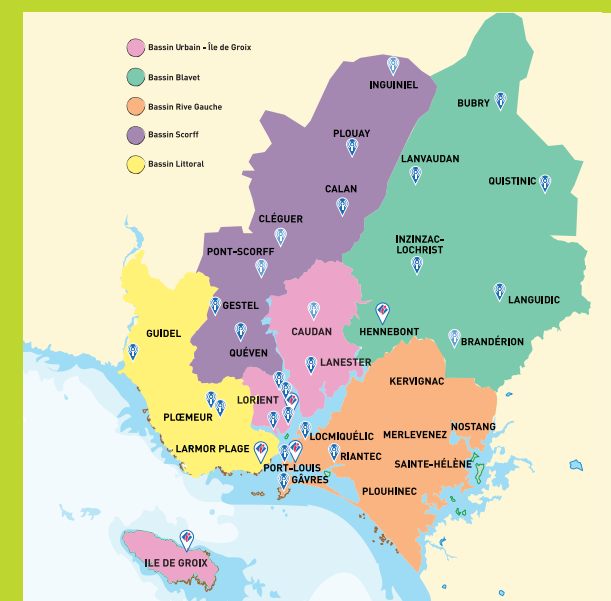 Bassin Urbain - Île de Groix
Bassin Blavet
Bassin Rive Gauche
Bassin Scorff
Bassin Littoral
INGUINIEL
BUBRY
PLOUAY
LANVAUDAN
QUISTINIC
CALAN
CLÉGUER
PONT-SCORFF
INZINZAC-
LOCHRIST
LANGUIDIC
GESTEL
GUIDEL
CAUDAN
HENNEBONT
BRANDÉRION
QUÉVEN
LANESTER
KERVIGNAC
LORIENT
PLŒMEUR
LOCMIQUÉLIC
MERLEVENEZ
NOSTANG
LARMOR PLAGE
RIANTEC
SAINTE-HÉLÈNE
PORT-LOUIS
GÂVRES
PLOUHINEC
ILE DE GROIX